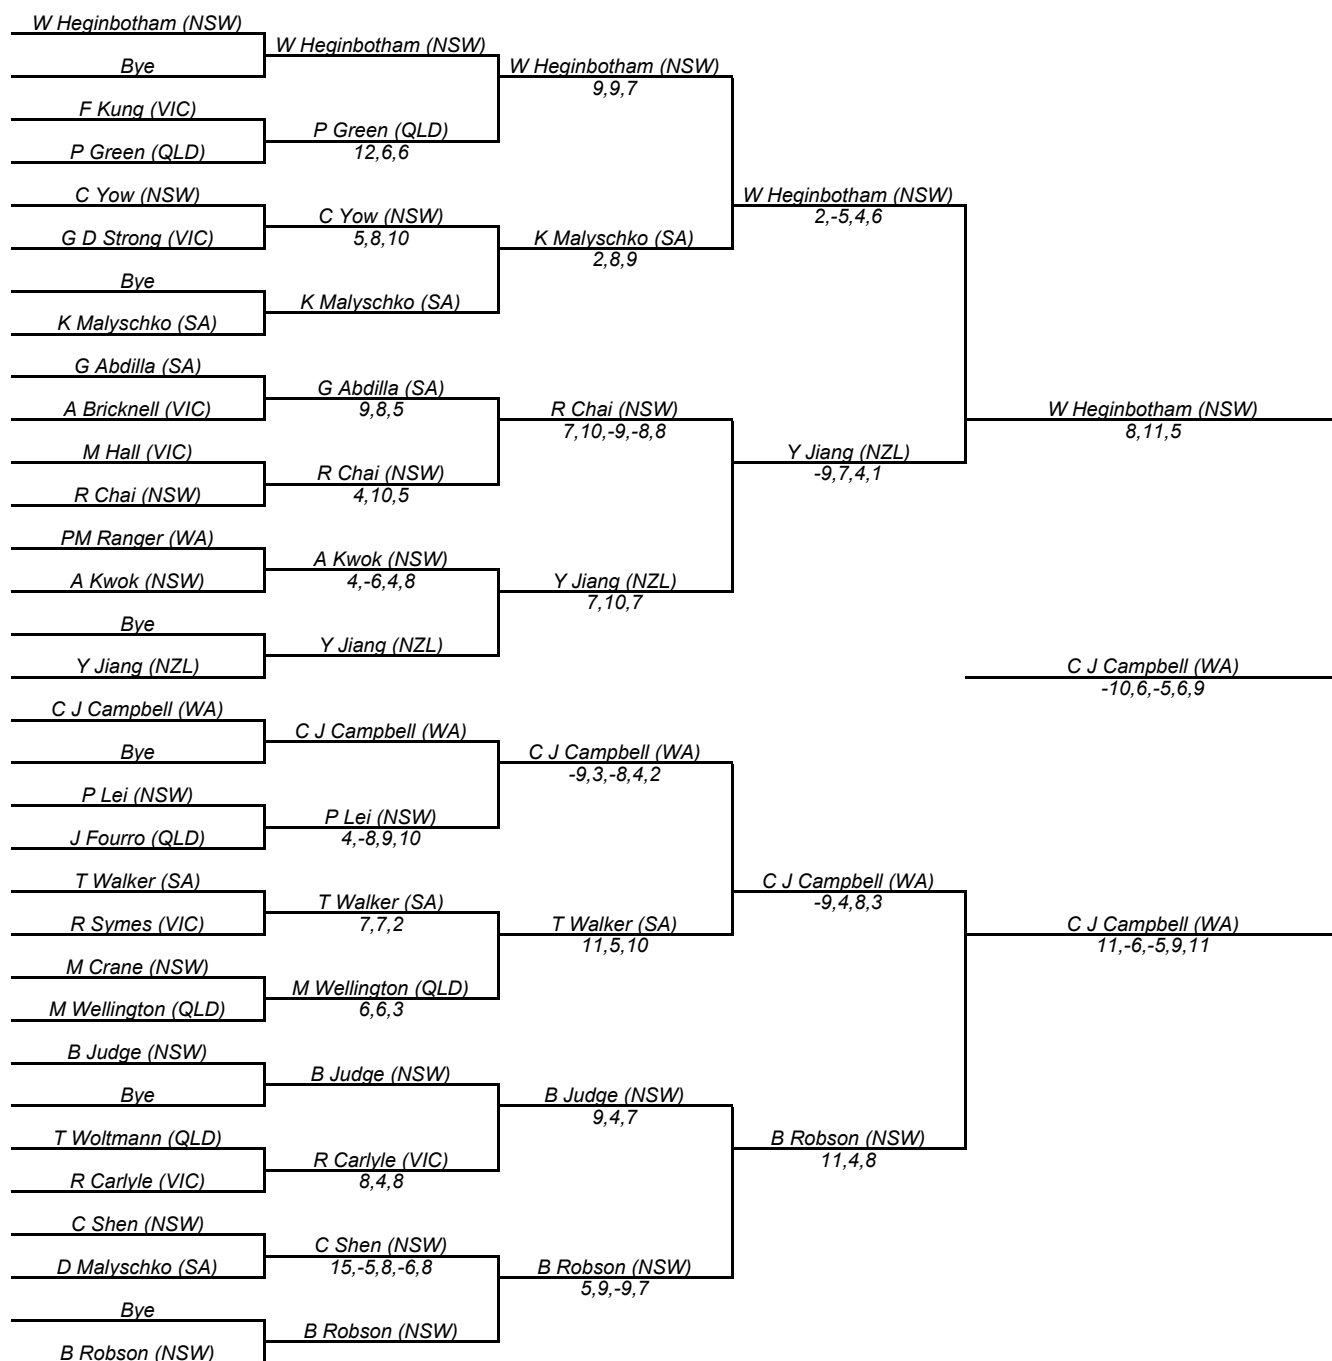 W Heginbotham (NSW)
Bye
F Kung (VIC)
P Green (QLD)
C Yow (NSW)
G D Strong (VIC)
Bye
K Malyschko (SA)
G Abdilla (SA)
A Bricknell (VIC)
M Hall (VIC)
R Chai (NSW)
PM Ranger (WA)
A Kwok (NSW)
Bye
Y Jiang (NZL)
C J Campbell (WA)
Bye
P Lei (NSW)
J Fourro (QLD)
T Walker (SA)
R Symes (VIC)
M Crane (NSW)
M Wellington (QLD)
B Judge (NSW)
Bye
T Woltmann (QLD)
R Carlyle (VIC)
C Shen (NSW)
D Malyschko (SA)
Bye
B Robson (NSW)
W Heginbotham (NSW)
P Green (QLD)
12,6,6
C Yow (NSW)
5,8,10
K Malyschko (SA)
G Abdilla (SA)
9,8,5
R Chai (NSW)
4,10,5
A Kwok (NSW)
4,-6,4,8
Y Jiang (NZL)
C J Campbell (WA)
P Lei (NSW)
4,-8,9,10
T Walker (SA)
7,7,2
M Wellington (QLD)
6,6,3
B Judge (NSW)
R Carlyle (VIC)
8,4,8
C Shen (NSW)
15,-5,8,-6,8
B Robson (NSW)
W Heginbotham (NSW)
9,9,7
K Malyschko (SA)
2,8,9
R Chai (NSW)
7,10,-9,-8,8
Y Jiang (NZL)
7,10,7
C J Campbell (WA)
-9,3,-8,4,2
T Walker (SA)
11,5,10
B Judge (NSW)
9,4,7
B Robson (NSW)
5,9,-9,7
W Heginbotham (NSW)
2,-5,4,6
Y Jiang (NZL)
-9,7,4,1
C J Campbell (WA)
-9,4,8,3
B Robson (NSW)
11,4,8
W Heginbotham (NSW)
8,11,5
C J Campbell (WA)
-10,6,-5,6,9
C J Campbell (WA)
11,-6,-5,9,11